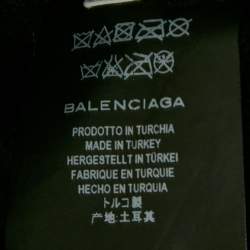 BALENCIAGA
PRODOTTO IN TURCHIA
MADE IN TURKEY
HERGESTELLT IN TÜRKEI
FABRIQUE EN TURQUIE
HECHO EN TURQUIA
トルコ製
产地:土耳其